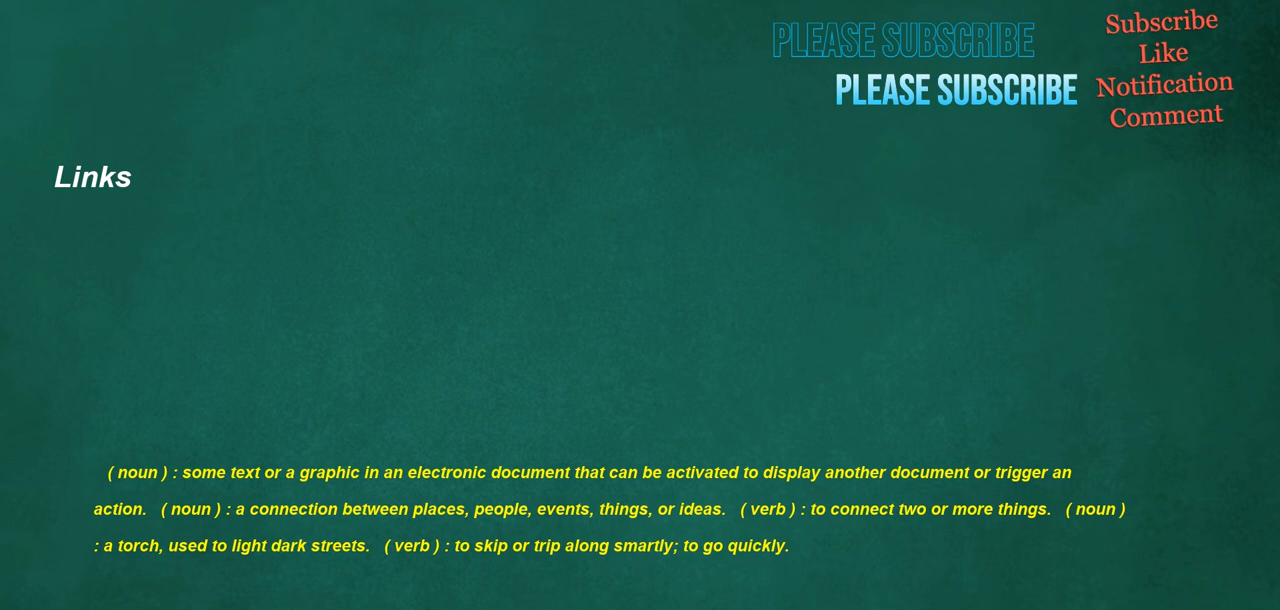 PLEASE SUBSCRIBE
PLEASE SUBSCRIBE
Subscribe
Like
Notification
Comment
Links
( noun ) : some text or a graphic in an electronic document that can be activated to display another document or trigger an
action. ( noun ) : a connection between places, people, events, things, or ideas. ( verb ) : to connect two or more things. ( noun )
: a torch, used to light dark streets. ( verb ) : to skip or trip along smartly; to go quickly.